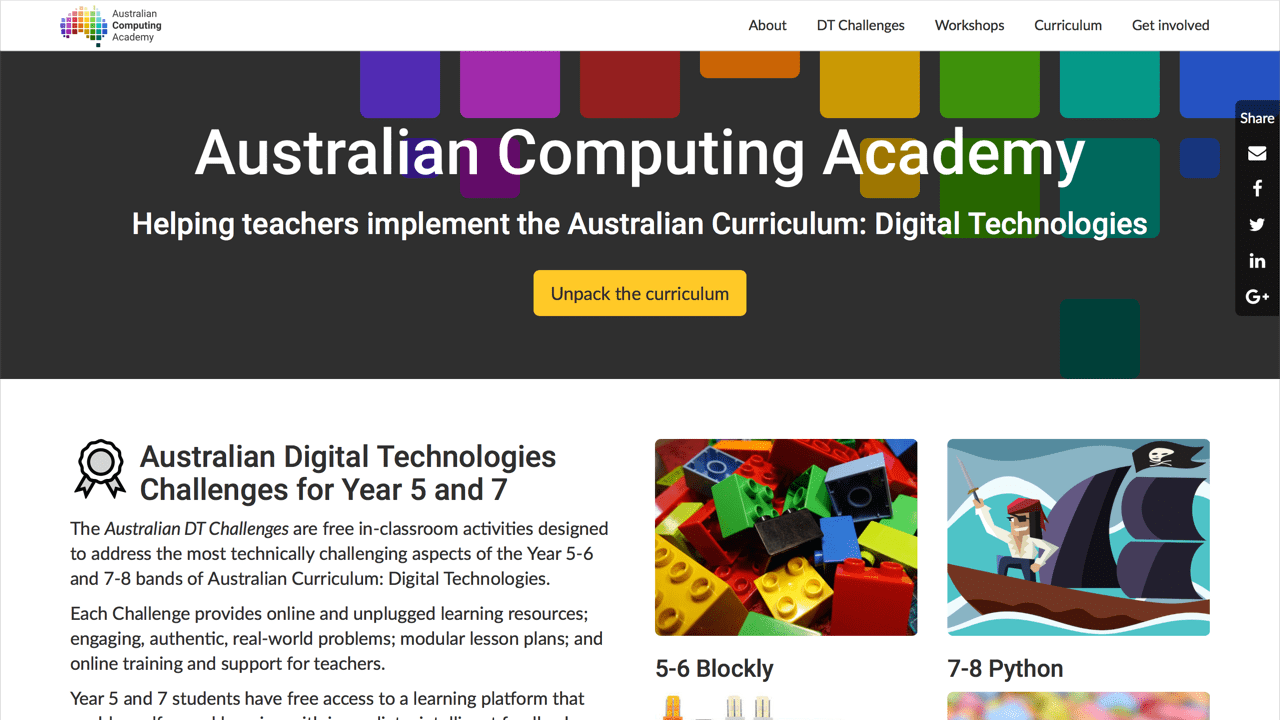 Australian
Computing
Academy
About
DT Challenges
Workshops
Curriculum
Get involved
Share
Australian Computing Academy
Helping teachers implement the Australian Curriculum: Digital Technologies
Unpack the curriculum
G+
Australian Digital Technologies
Challenges for Year 5 and 7
The Australian DT Challenges are free in-classroom activities designed
to address the most technically challenging aspects of the Year 5-6
and 7-8 bands of Australian Curriculum: Digital Technologies.
Each Challenge provides online and unplugged learning resources;
engaging, authentic, real-world problems; modular lesson plans; and
online training and support for teachers.
Year 5 and 7 students have free access to a learning platform that
5-6 Blockly
7-8 Python